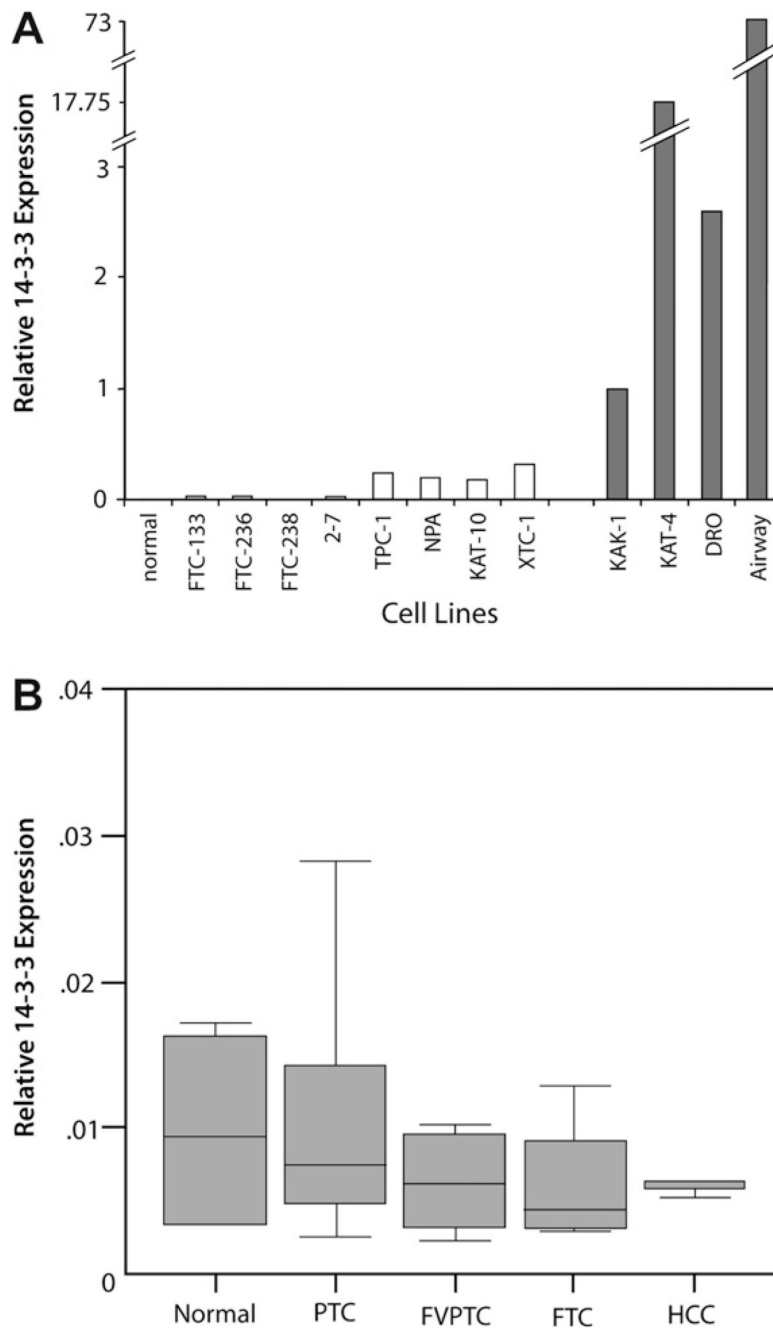 A
Relative 14-3-3 Expression
73
17.75
3
2
1
0
normal
FTC-133
FTC-236
FTC-238
2-7
TPC-1
NPA
KAT-10
XTC-1
KAK-1
KAT-4
DRO
Airway
Cell Lines
B
Relative 14-3-3 Expression
.04
.03
.02
.01
0
Normal
PTC
FVPTC
FTC
HCC